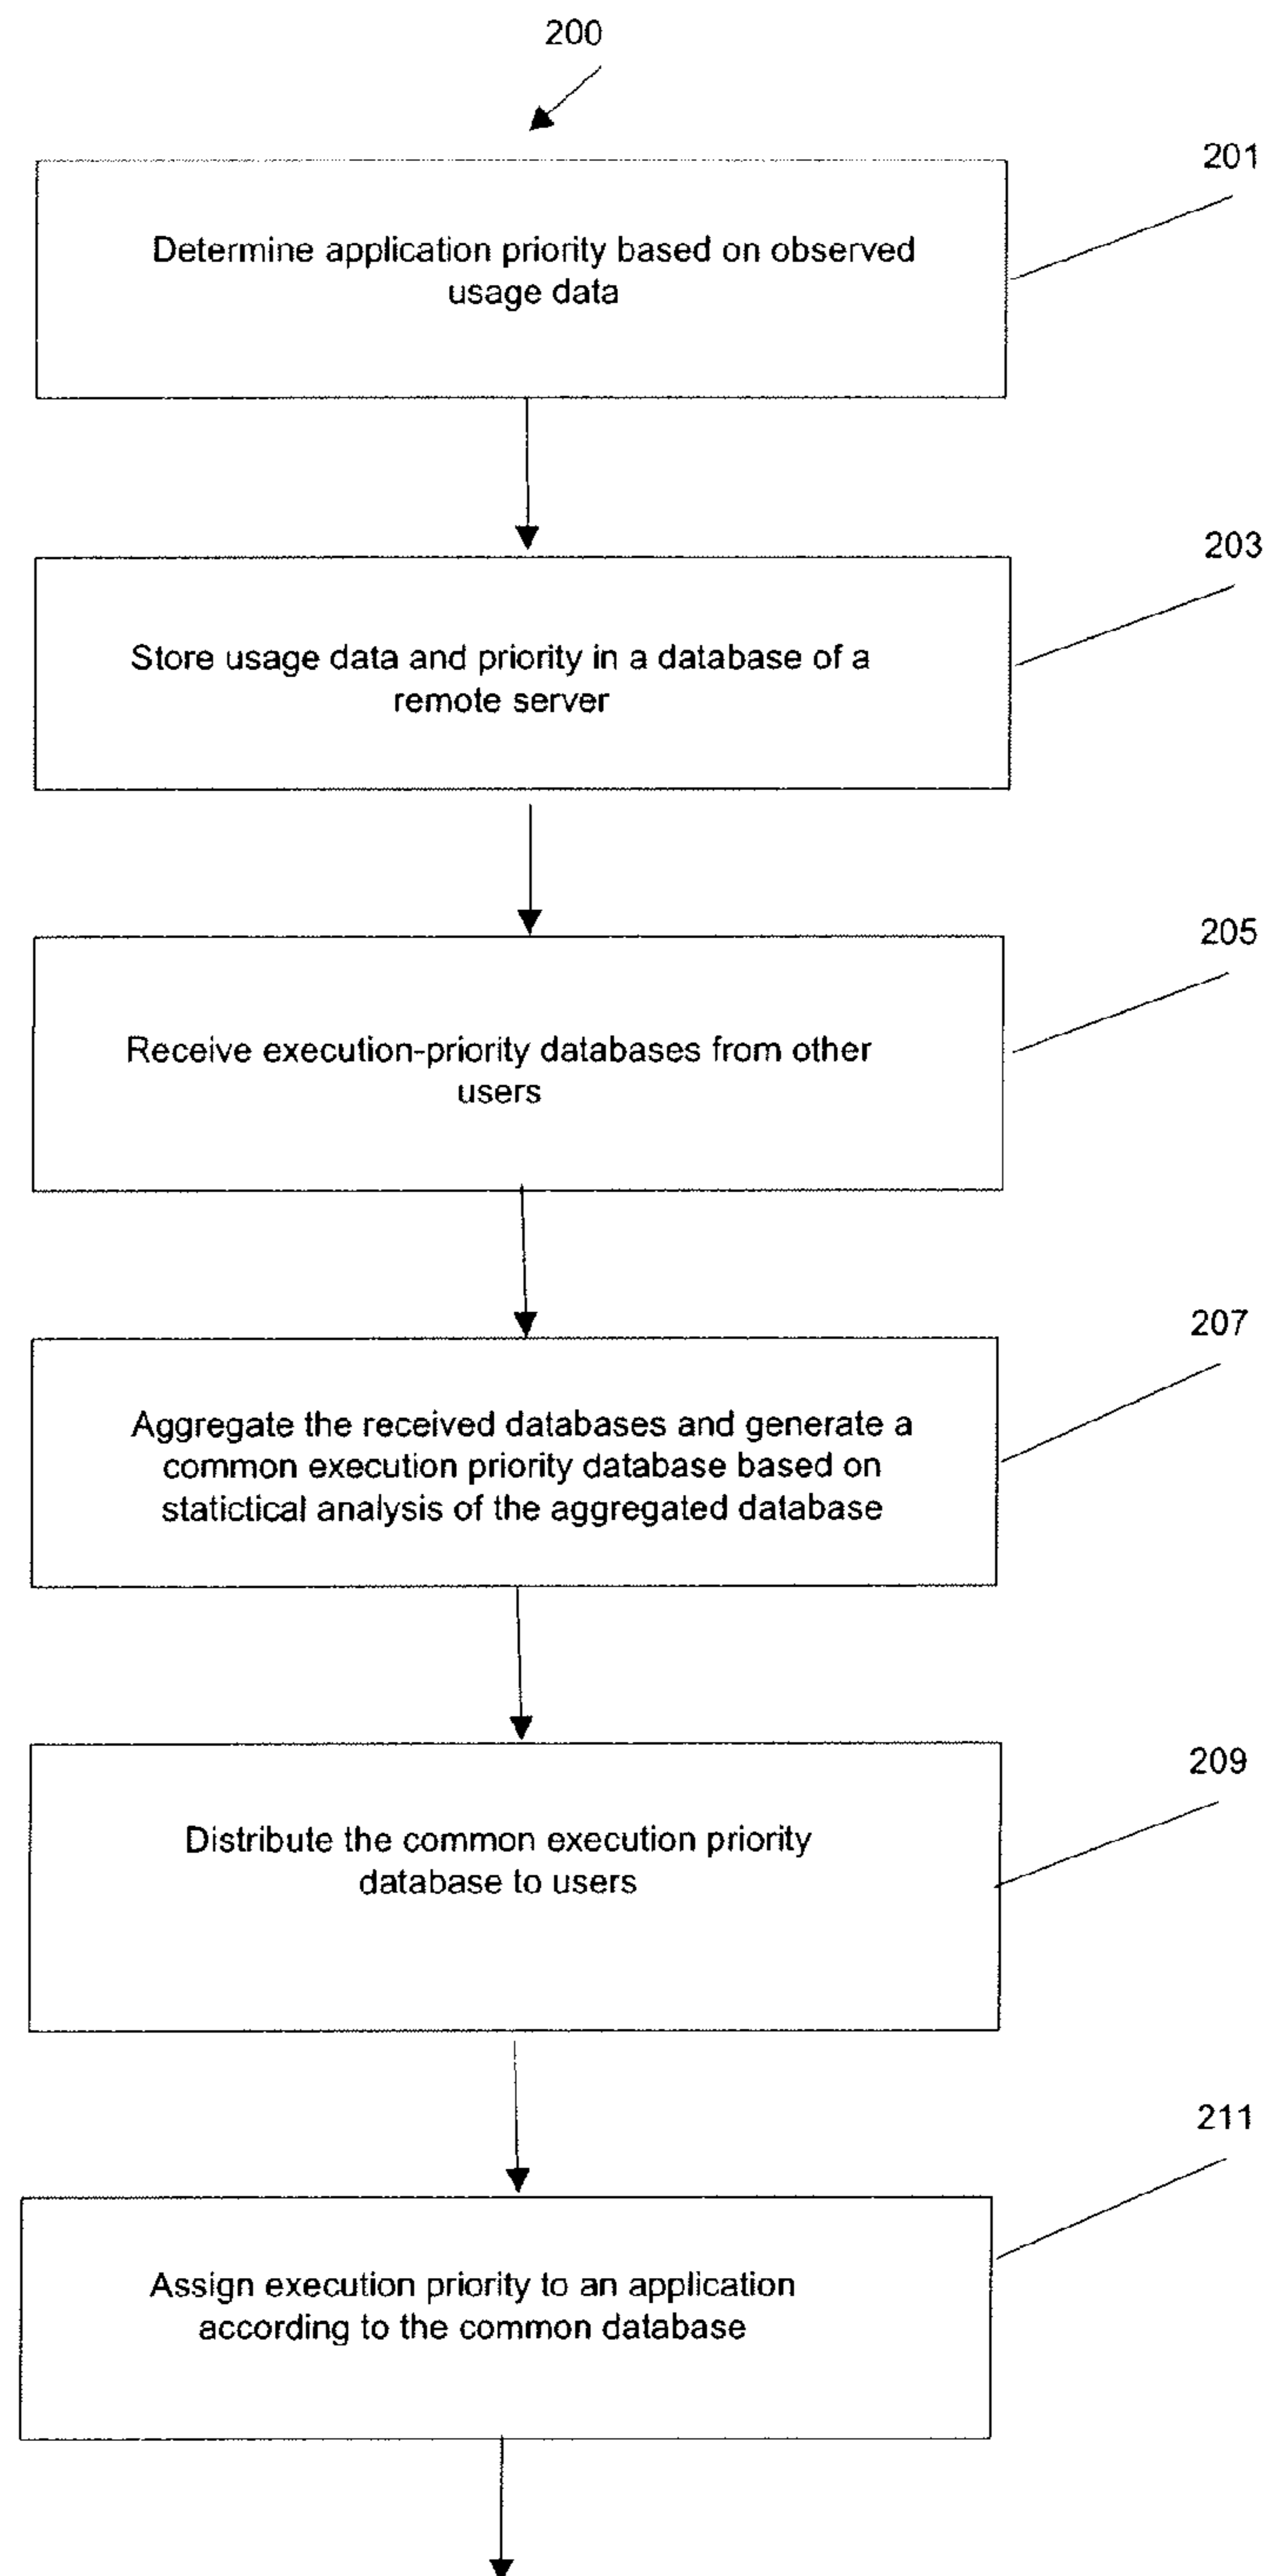 200
201
Determine application priority based on observed
usage data
203
Store usage data and priority in a database of a
remote server
205
Receive execution-priority databases from other
users
207
Aggregate the received databases and generate a
common execution priority database based on
statictical analysis of the aggregated database
209
Distribute the common execution priority
database to users
211
Assign execution priority to an application
according to the common database